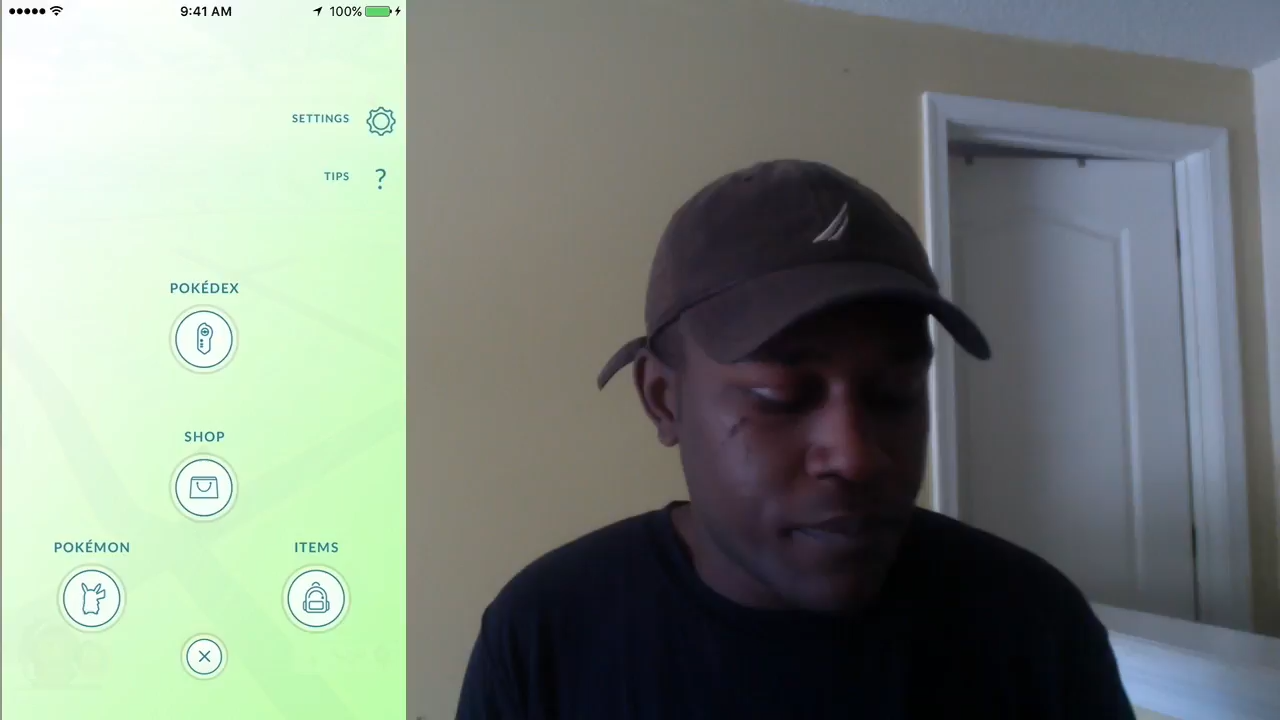 9:41 AM 100%
SETTINGS
TIPS ?
POKÉDEX
SHOP
POKÉMON ITEMS